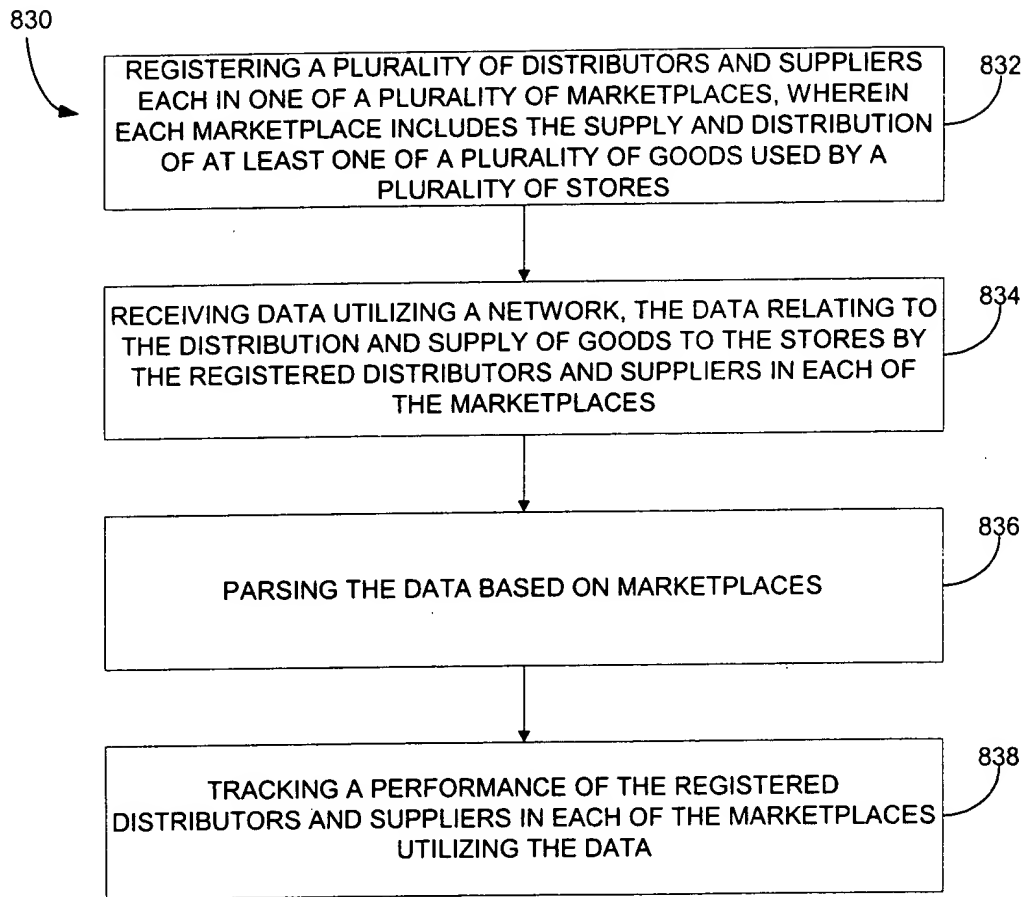 830
REGISTERING A PLURALITY OF DISTRIBUTORS AND SUPPLIERS
EACH IN ONE OF A PLURALITY OF MARKETPLACES, WHEREIN
EACH MARKETPLACE INCLUDES THE SUPPLY AND DISTRIBUTION
OF AT LEAST ONE OF A PLURALITY OF GOODS USED BY A
PLURALITY OF STORES
832
RECEIVING DATA UTILIZING A NETWORK, THE DATA RELATING TO
THE DISTRIBUTION AND SUPPLY OF GOODS TO THE STORES BY
THE REGISTERED DISTRIBUTORS AND SUPPLIERS IN EACH OF
THE MARKETPLACES
834
PARSING THE DATA BASED ON MARKETPLACES
836
TRACKING A PERFORMANCE OF THE REGISTERED
DISTRIBUTORS AND SUPPLIERS IN EACH OF THE MARKETPLACES
UTILIZING THE DATA
838